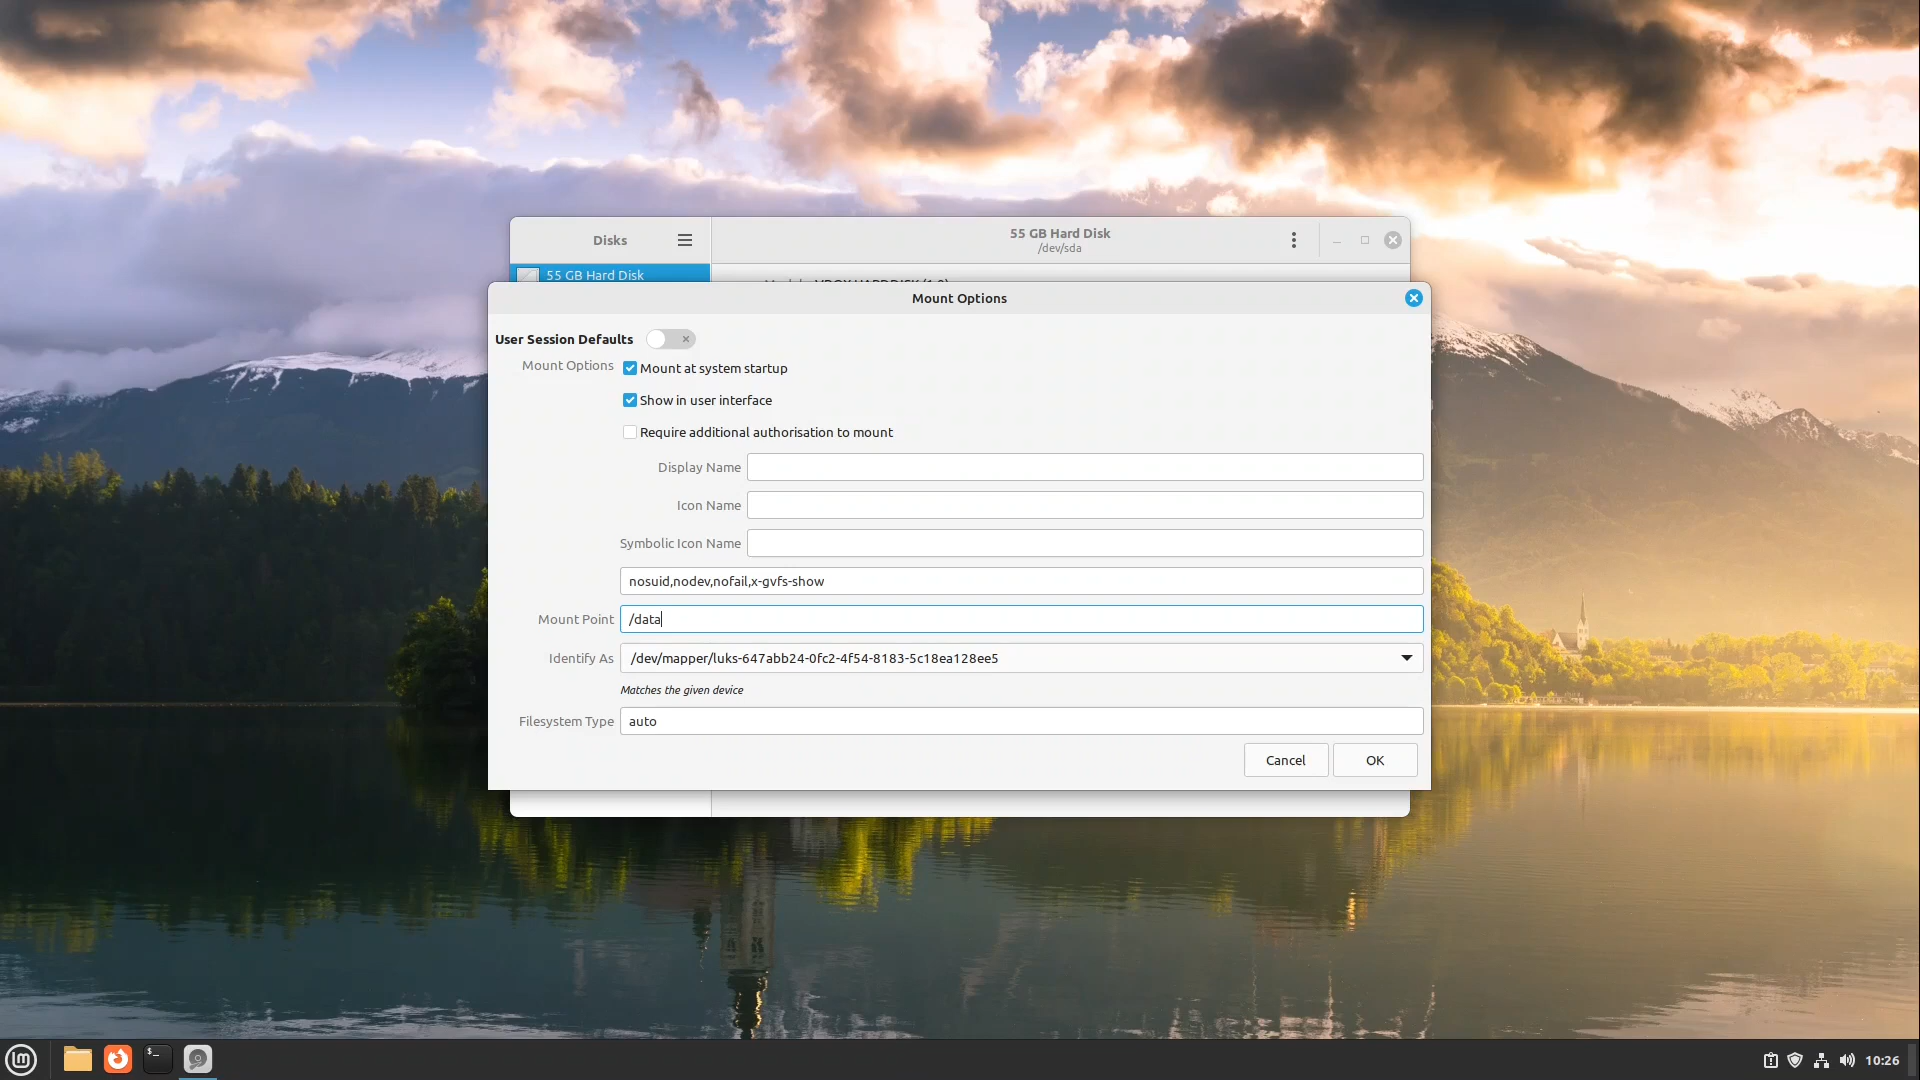 Disks
55 GB Hard Disk
/dev/sda
55 GB Hard Disk
Mount Options
User Session Defaults
Mount Options
Mount at system startup
Show in user interface
Require additional authorisation to mount
Display Name
Icon Name
Symbolic Icon Name
nosuid,nodev,nofail,x-gvfs-show
Mount Point /data
Identify As /dev/mapper/luks-647abb24-0fc2-4f54-8183-5c18ea128ee5
Matches the given device
Filesystem Type auto
Cancel OK
10:26